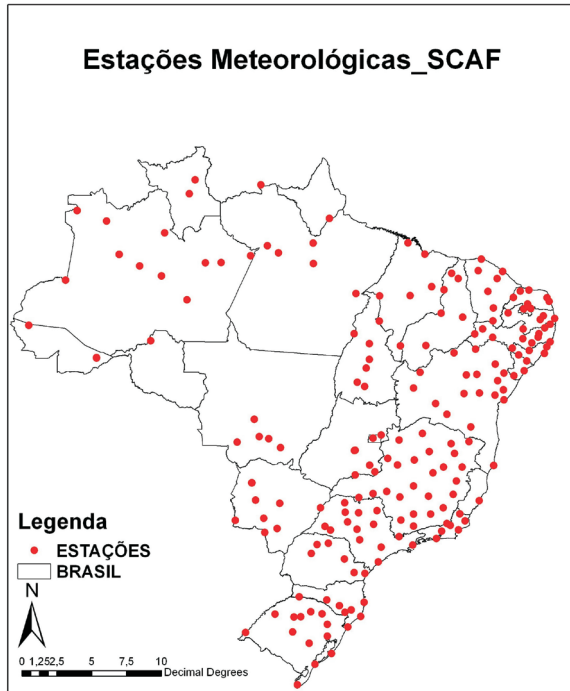 Estações Meteorológicas_SCAF
Legenda
ESTAÇÕES
BRASIL
N
0 1,252,5 5 7,5 10
Decimal Degrees